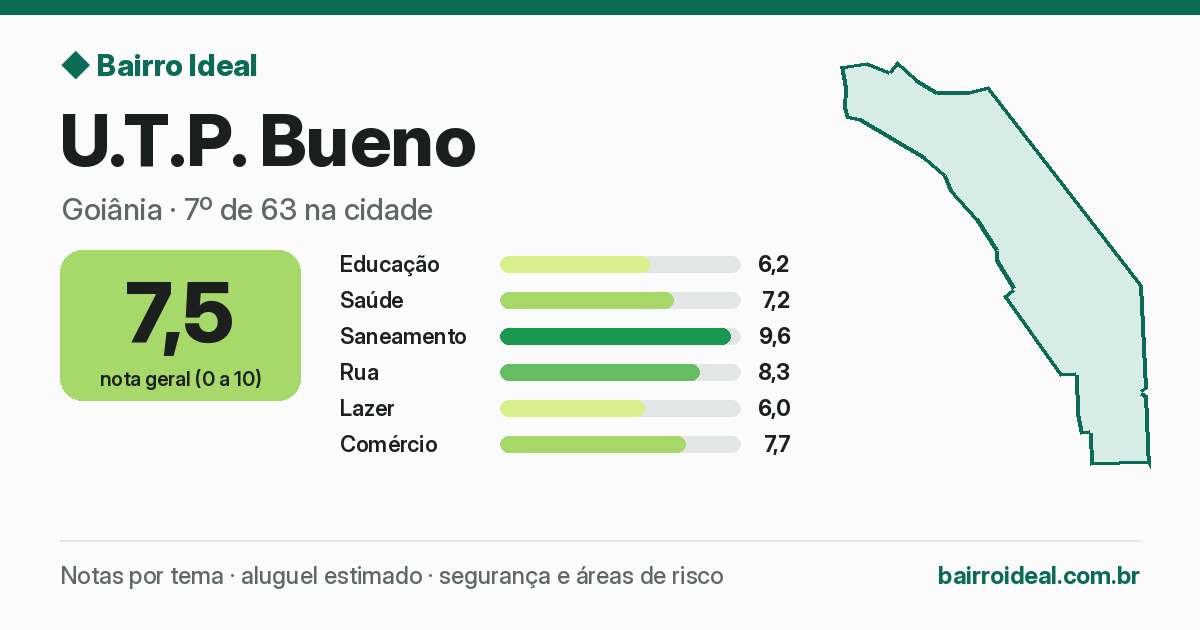 Bairro Ideal
U.T.P. Bueno
Goiânia · 7º de 63 na cidade
7,5
nota geral (0 a 10)
Educação 6,2
Saúde 7,2
Saneamento 9,6
Rua 8,3
Lazer 6,0
Comércio 7,7
Notas por tema · aluguel estimado · segurança e áreas de risco
bairroideal.com.br